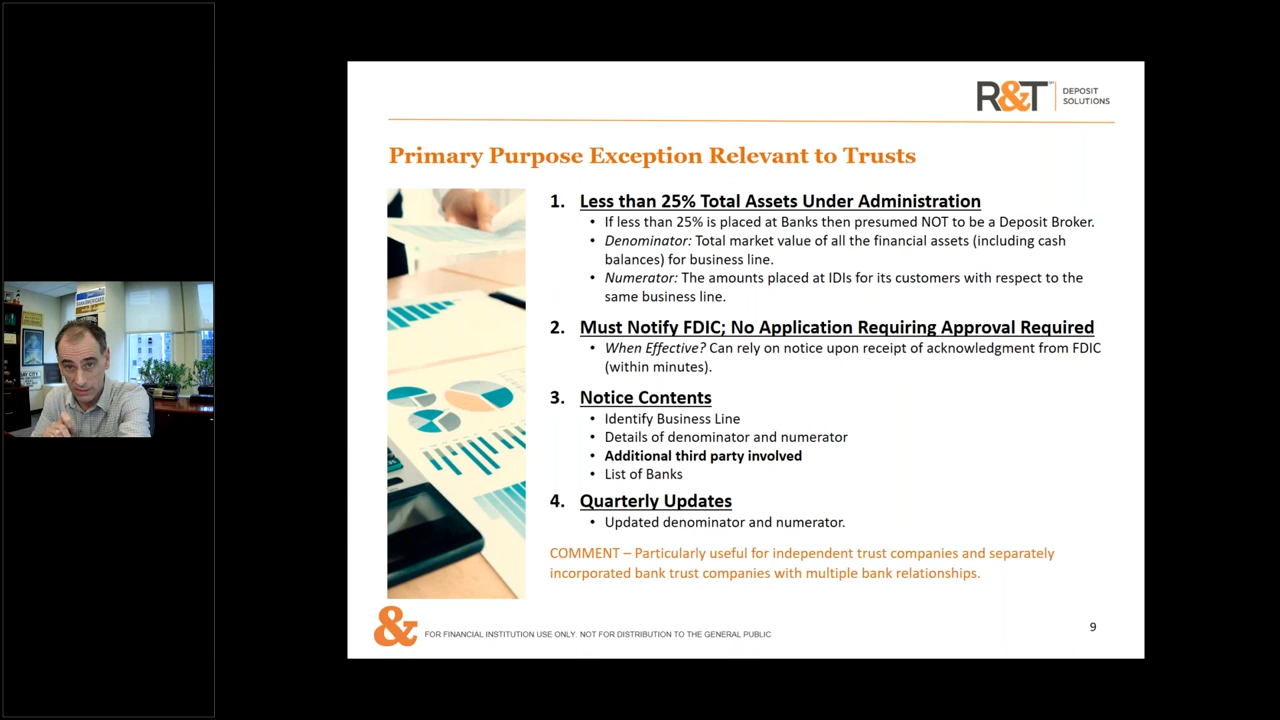 R&T
DEPOSIT
SOLUTIONS
Primary Purpose Exception Relevant to Trusts
1. Less than 25% Total Assets Under Administration
• If less than 25% is placed at Banks then presumed NOT to be a Deposit Broker.
• Denominator: Total market value of all the financial assets (including cash
balances) for business line.
• Numerator: The amounts placed at IDIs for its customers with respect to the
same business line.
2. Must Notify FDIC; No Application Requiring Approval Required
• When Effective? Can rely on notice upon receipt of acknowledgment from FDIC
(within minutes).
3. Notice Contents
• Identify Business Line
• Details of denominator and numerator
• Additional third party involved
• List of Banks
4. Quarterly Updates
• Updated denominator and numerator.
COMMENT – Particularly useful for independent trust companies and separately
incorporated bank trust companies with multiple bank relationships.
&
FOR FINANCIAL INSTITUTION USE ONLY. NOT FOR DISTRIBUTION TO THE GENERAL PUBLIC
9